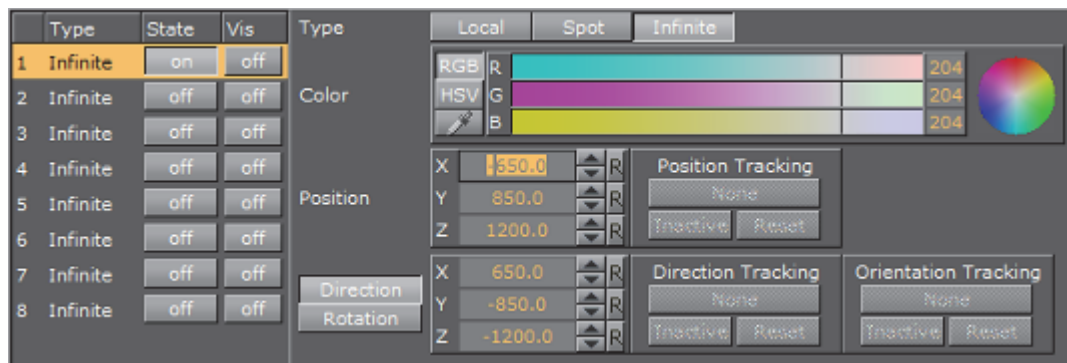 Type State Vis
1 Infinite on off
2 Infinite off off
3 Infinite off off
4 Infinite off off
5 Infinite off off
6 Infinite off off
7 Infinite off off
8 Infinite off off
Type Local Spot Infinite
Color
RGB R 204
HSV G 204
B 204
Position
X -650.0 R
Y 850.0 R
Z 1200.0 R
Position Tracking
None
Inactive Reset
Direction
Rotation
X 650.0 R
Y -850.0 R
Z -1200.0 R
Direction Tracking
None
Inactive Reset
Orientation Tracking
None
Inactive Reset